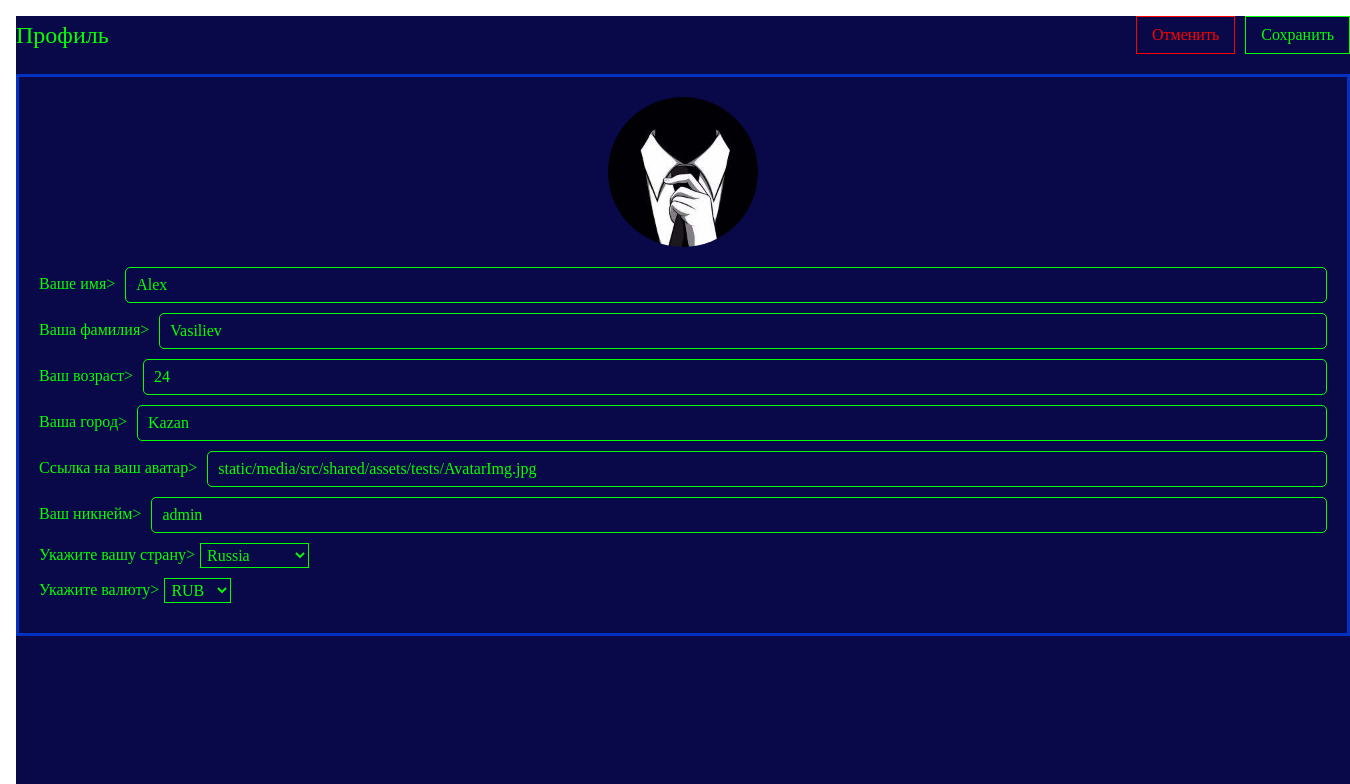 Профиль
Отменить
Сохранить
Ваше имя> Alex
Ваша фамилия> Vasiliev
Ваш возраст> 24
Ваша город> Kazan
Ссылка на ваш аватар> static/media/src/shared/assets/tests/AvatarImg.jpg
Ваш никнейм> admin
Укажите вашу страну> Russia
Укажите валюту> RUB